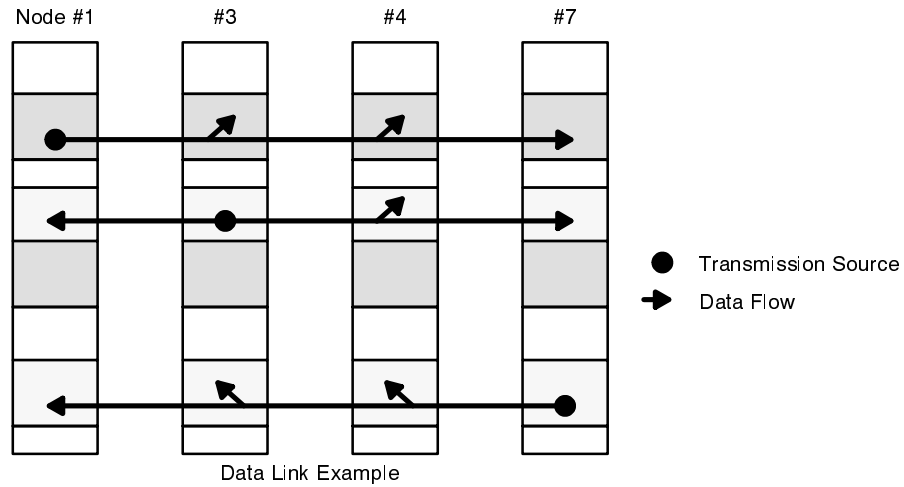 Node #1 #3 #4 #7
Transmission Source
Data Flow
Data Link Example